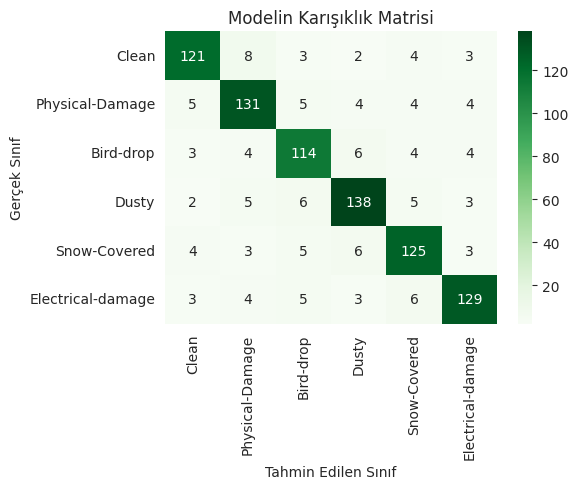 Modelin Karışıklık Matrisi
Gerçek Sınıf
Clean 121 8 3 2 4 3
Physical-Damage 5 131 5 4 4 4
Bird-drop 3 4 114 6 4 4
Dusty 2 5 6 138 5 3
Snow-Covered 4 3 5 6 125 3
Electrical-damage 3 4 5 3 6 129
Clean
Physical-Damage
Bird-drop
Dusty
Snow-Covered
Electrical-damage
Tahmin Edilen Sınıf
120
100
80
60
40
20